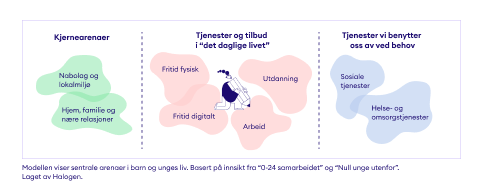 Kjernearenaer
Nabolag og
lokalmiljø
Hjem, familie og
nære relasjoner
Tjenester og tilbud
i “det daglige livet”
Fritid fysisk
Utdanning
Fritid digitalt
Arbeid
Tjenester vi benytter
oss av ved behov
Sosiale
tjenester
Helse- og
omsorgstjenester
Modellen viser sentrale arenaer i barn og unges liv. Basert på innsikt fra “0-24 samarbeidet” og “Null unge utenfor”.
Laget av Halogen.